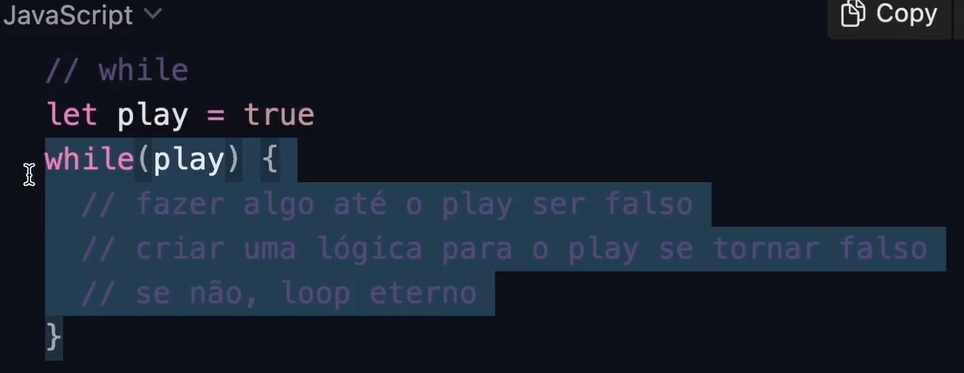 JavaScript
Copy
// while
let play = true
while(play) {
// fazer algo até o play ser falso
// criar uma lógica para o play se tornar falso
// se não, loop eterno
}